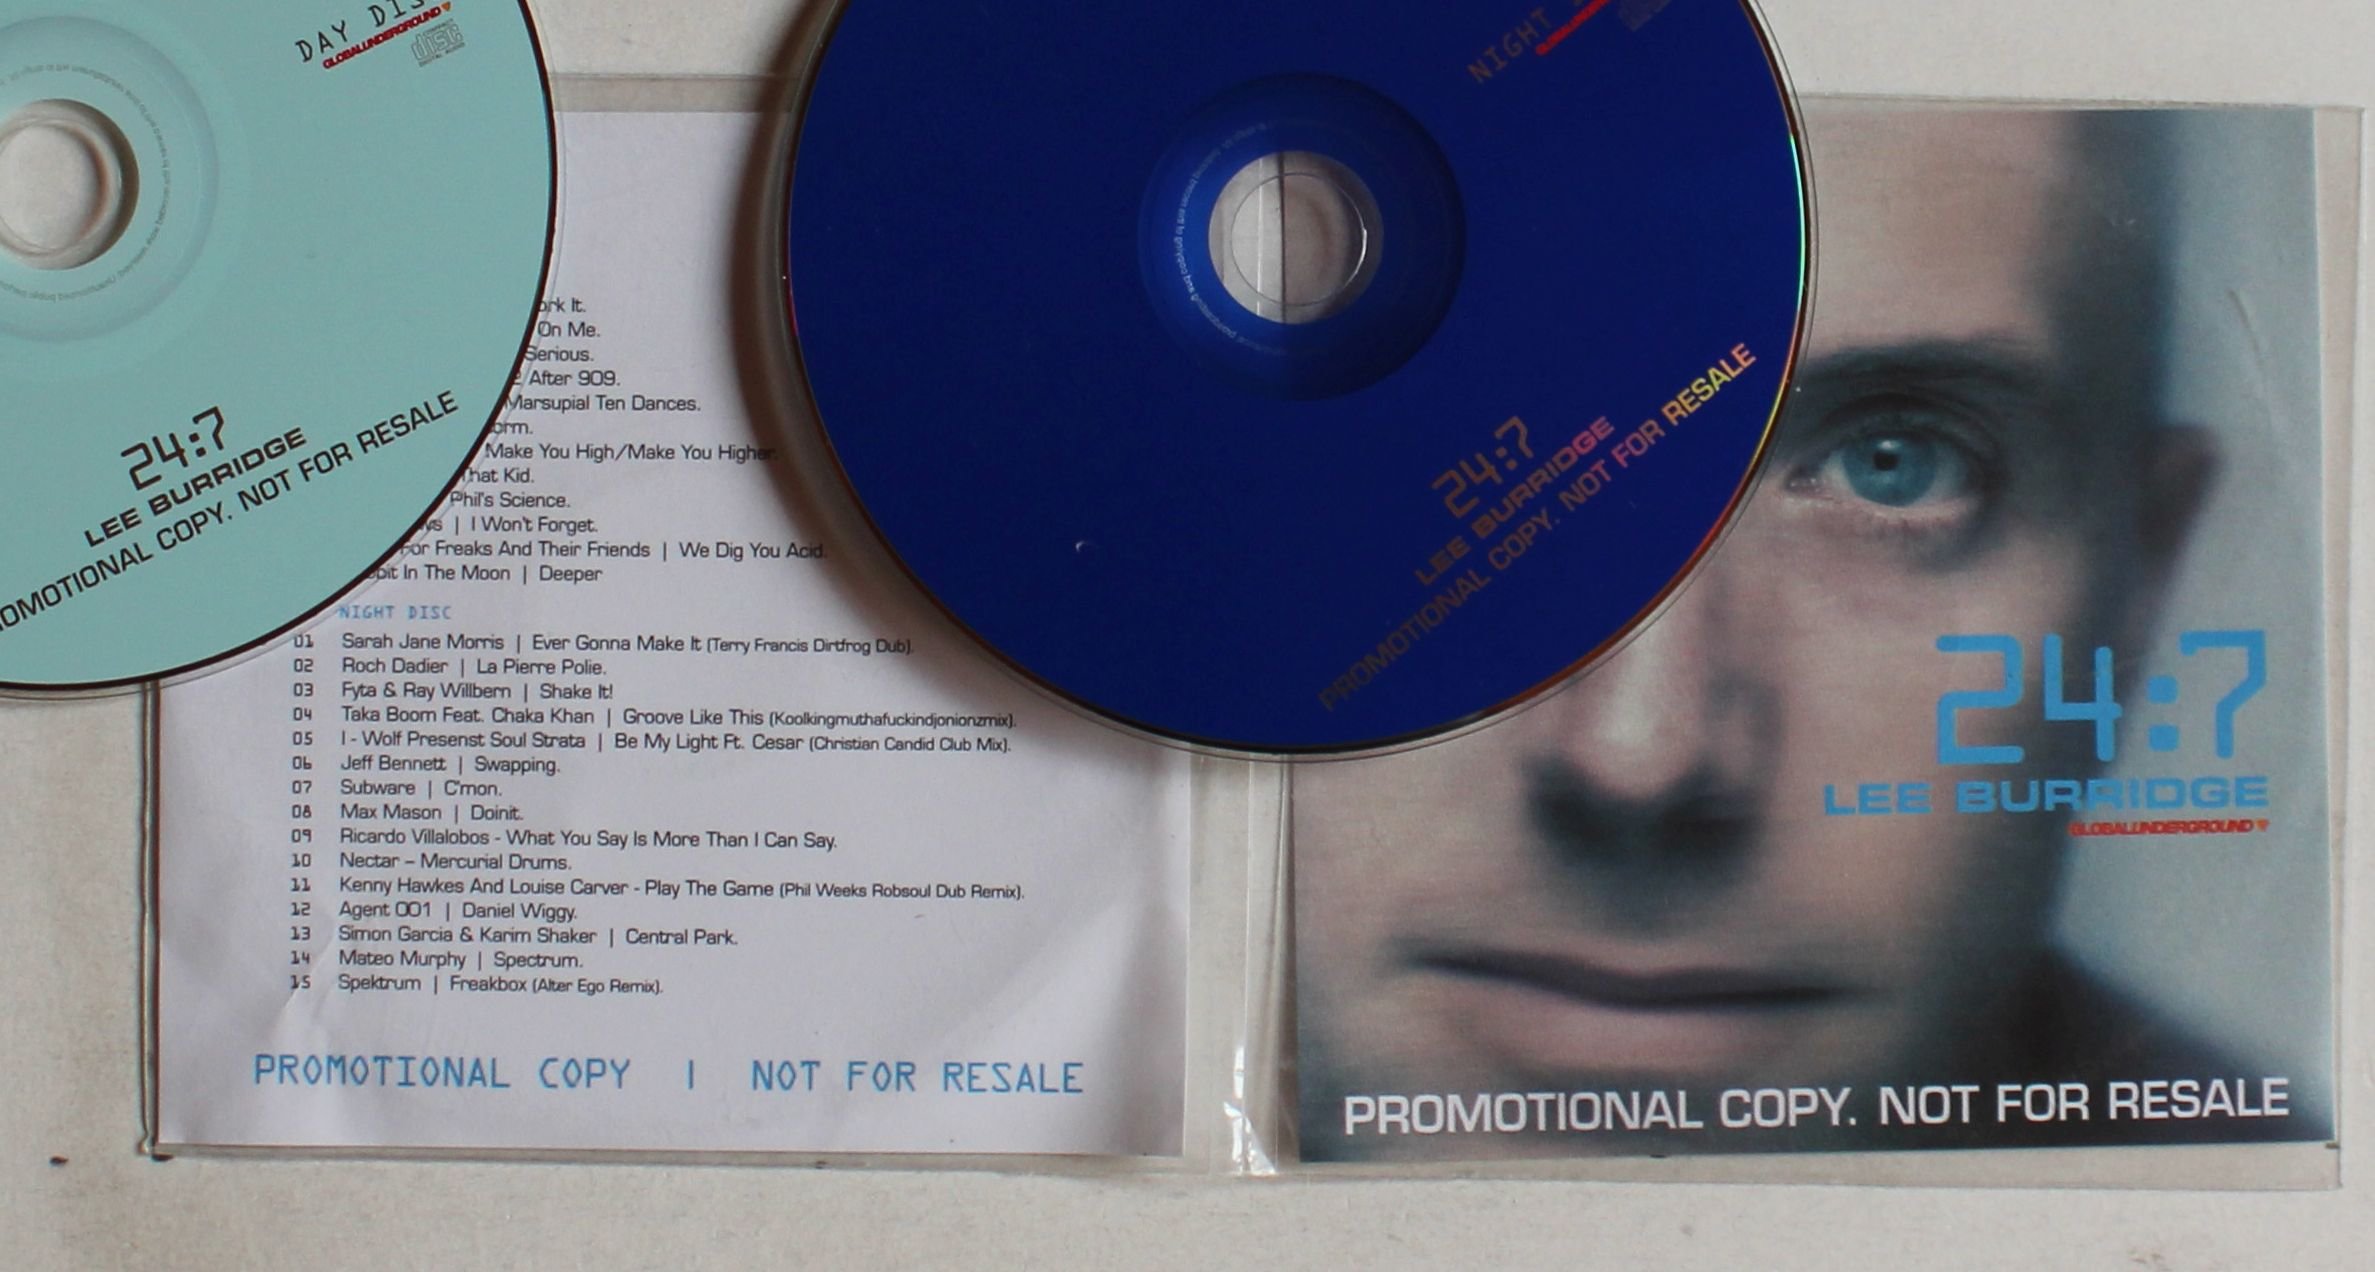 DAY
GLOBALUNDERGROUND
disc
DIGITAL AUDIO
24:7
LEE BURRIDGE
COPY. NOT FOR RESALE
NIGHT
24:7
LEE BURRIDGE
PROMOTIONAL COPY. NOT FOR RESALE
It.
On Me.
Serious.
After 909.
Marsupial Ten Dances.
Make You High/Make You Higher.
That Kid.
Phil's Science.
| I Won't Forget.
For Freaks And Their Friends | We Dig You Acid.
In The Moon | Deeper
NIGHT DISC
01 Sarah Jane Morris | Ever Gonna Make It (Terry Francis Dirtfrog Dub).
02 Roch Dadier | La Pierre Polie.
03 Fyta & Ray Willbern | Shake It!
04 Taka Boom Feat. Chaka Khan | Groove Like This (Koolkingmuthafuckindjonionzmix).
05 I - Wolf Presenst Soul Strata | Be My Light Ft. Cesar (Christian Candid Club Mix).
06 Jeff Bennett | Swapping.
07 Subware | C'mon.
08 Max Mason | Doinit.
09 Ricardo Villalobos - What You Say Is More Than I Can Say.
10 Nectar – Mercurial Drums.
11 Kenny Hawkes And Louise Carver - Play The Game (Phil Weeks Robsoul Dub Remix).
12 Agent 001 | Daniel Wiggy.
13 Simon Garcia & Karim Shaker | Central Park.
14 Mateo Murphy | Spectrum.
15 Spektrum | Freakbox (Alter Ego Remix).
PROMOTIONAL COPY | NOT FOR RESALE
24:7
LEE BURRIDGE
GLOBALUNDERGROUND
PROMOTIONAL COPY. NOT FOR RESALE